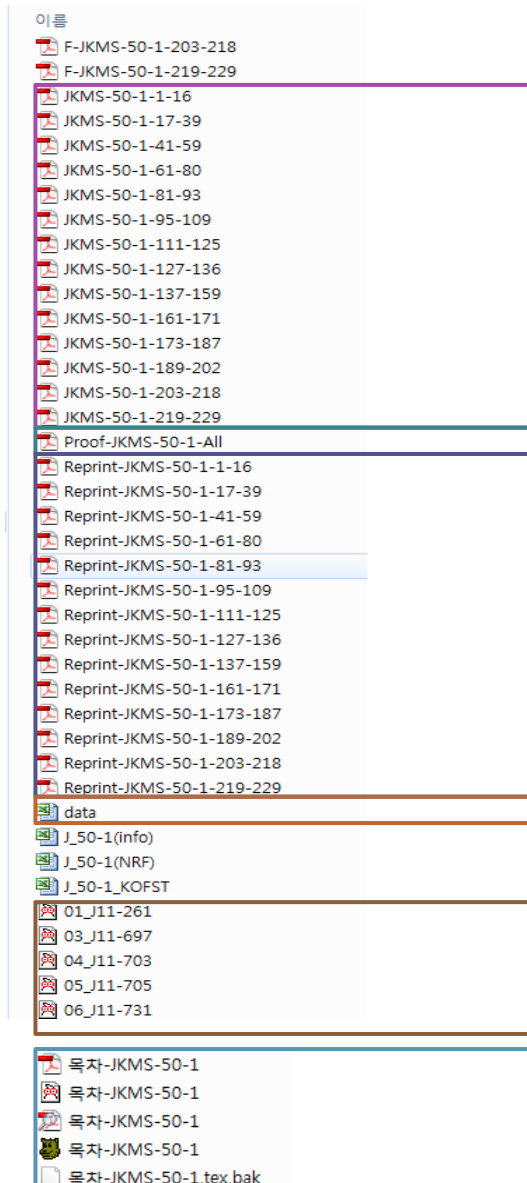 이름
F-JKMS-50-1-203-218
F-JKMS-50-1-219-229
JKMS-50-1-1-16
JKMS-50-1-17-39
JKMS-50-1-41-59
JKMS-50-1-61-80
JKMS-50-1-81-93
JKMS-50-1-95-109
JKMS-50-1-111-125
JKMS-50-1-127-136
JKMS-50-1-137-159
JKMS-50-1-161-171
JKMS-50-1-173-187
JKMS-50-1-189-202
JKMS-50-1-203-218
JKMS-50-1-219-229
Proof-JKMS-50-1-All
Reprint-JKMS-50-1-1-16
Reprint-JKMS-50-1-17-39
Reprint-JKMS-50-1-41-59
Reprint-JKMS-50-1-61-80
Reprint-JKMS-50-1-81-93
Reprint-JKMS-50-1-95-109
Reprint-JKMS-50-1-111-125
Reprint-JKMS-50-1-127-136
Reprint-JKMS-50-1-137-159
Reprint-JKMS-50-1-161-171
Reprint-JKMS-50-1-173-187
Reprint-JKMS-50-1-189-202
Reprint-JKMS-50-1-203-218
Reprint-JKMS-50-1-219-229
data
J_50-1(info)
J_50-1(NRF)
J_50-1_KOFST
01_J11-261
03_J11-697
04_J11-703
05_J11-705
06_J11-731
목차-JKMS-50-1
목차-JKMS-50-1
목차-JKMS-50-1
목차-JKMS-50-1
목차-JKMS-50-1.tex.bak